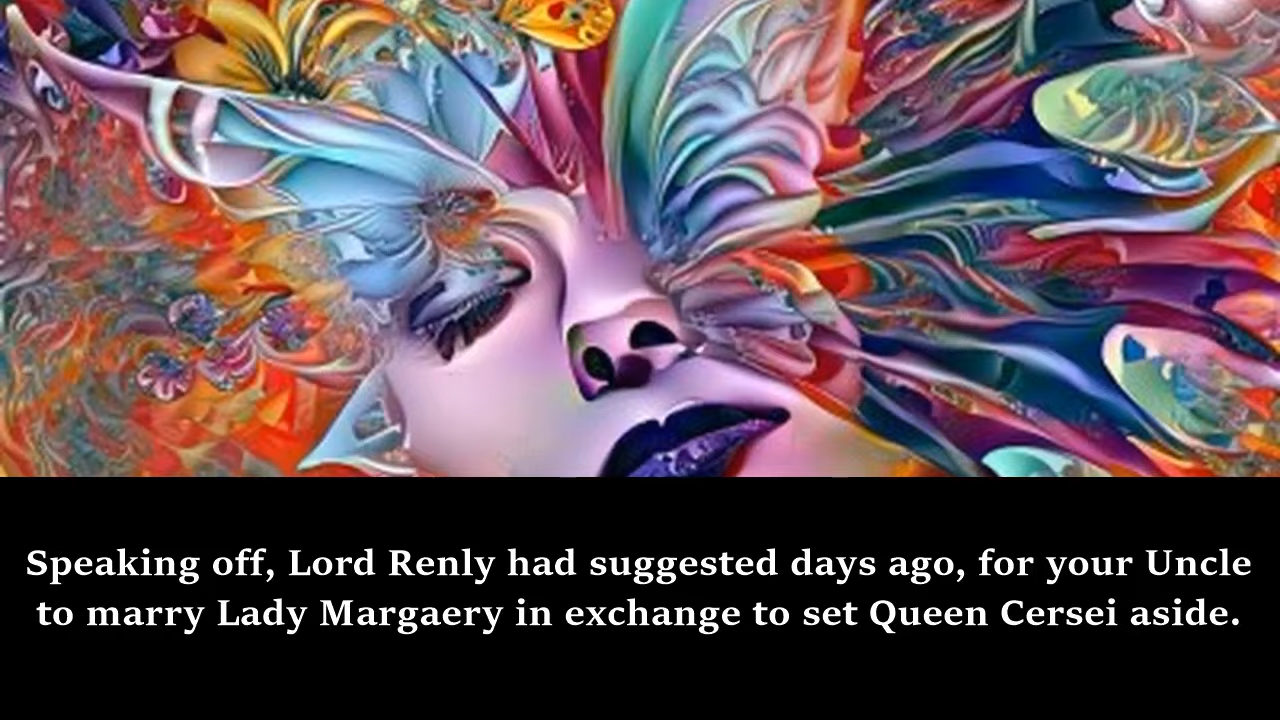 Speaking off, Lord Renly had suggested days ago, for your Uncle
to marry Lady Margaery in exchange to set Queen Cersei aside.